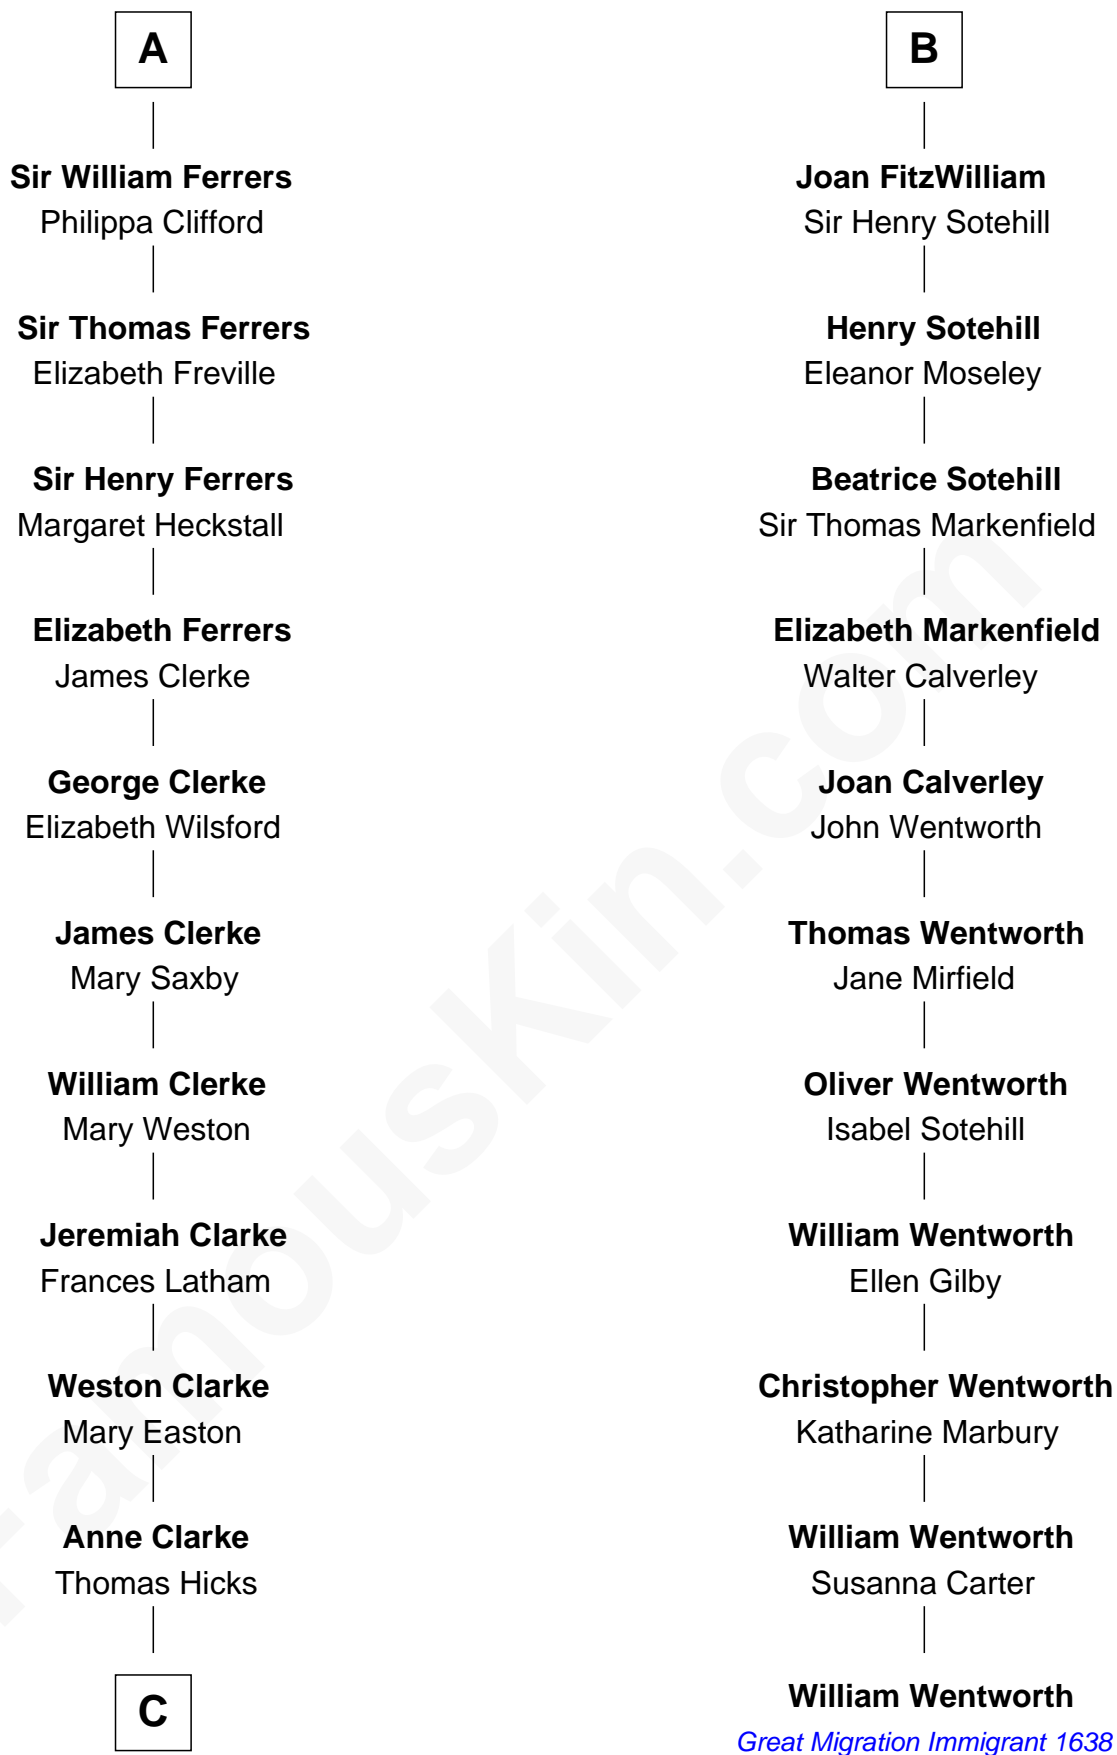 A
Sir William Ferrers
Philippa Clifford
Sir Thomas Ferrers
Elizabeth Freville
Sir Henry Ferrers
Margaret Heckstall
Elizabeth Ferrers
James Clerke
George Clerke
Elizabeth Wilsford
James Clerke
Mary Saxby
William Clerke
Mary Weston
Jeremiah Clarke
Frances Latham
Weston Clarke
Mary Easton
Anne Clarke
Thomas Hicks
C
B
Joan FitzWilliam
Sir Henry Sotehill
Henry Sotehill
Eleanor Moseley
Beatrice Sotehill
Sir Thomas Markenfield
Elizabeth Markenfield
Walter Calverley
Joan Calverley
John Wentworth
Thomas Wentworth
Jane Mirfield
Oliver Wentworth
Isabel Sotehill
William Wentworth
Ellen Gilby
Christopher Wentworth
Katharine Marbury
William Wentworth
Susanna Carter
William Wentworth
Great Migration Immigrant 1638
FamousKin.com